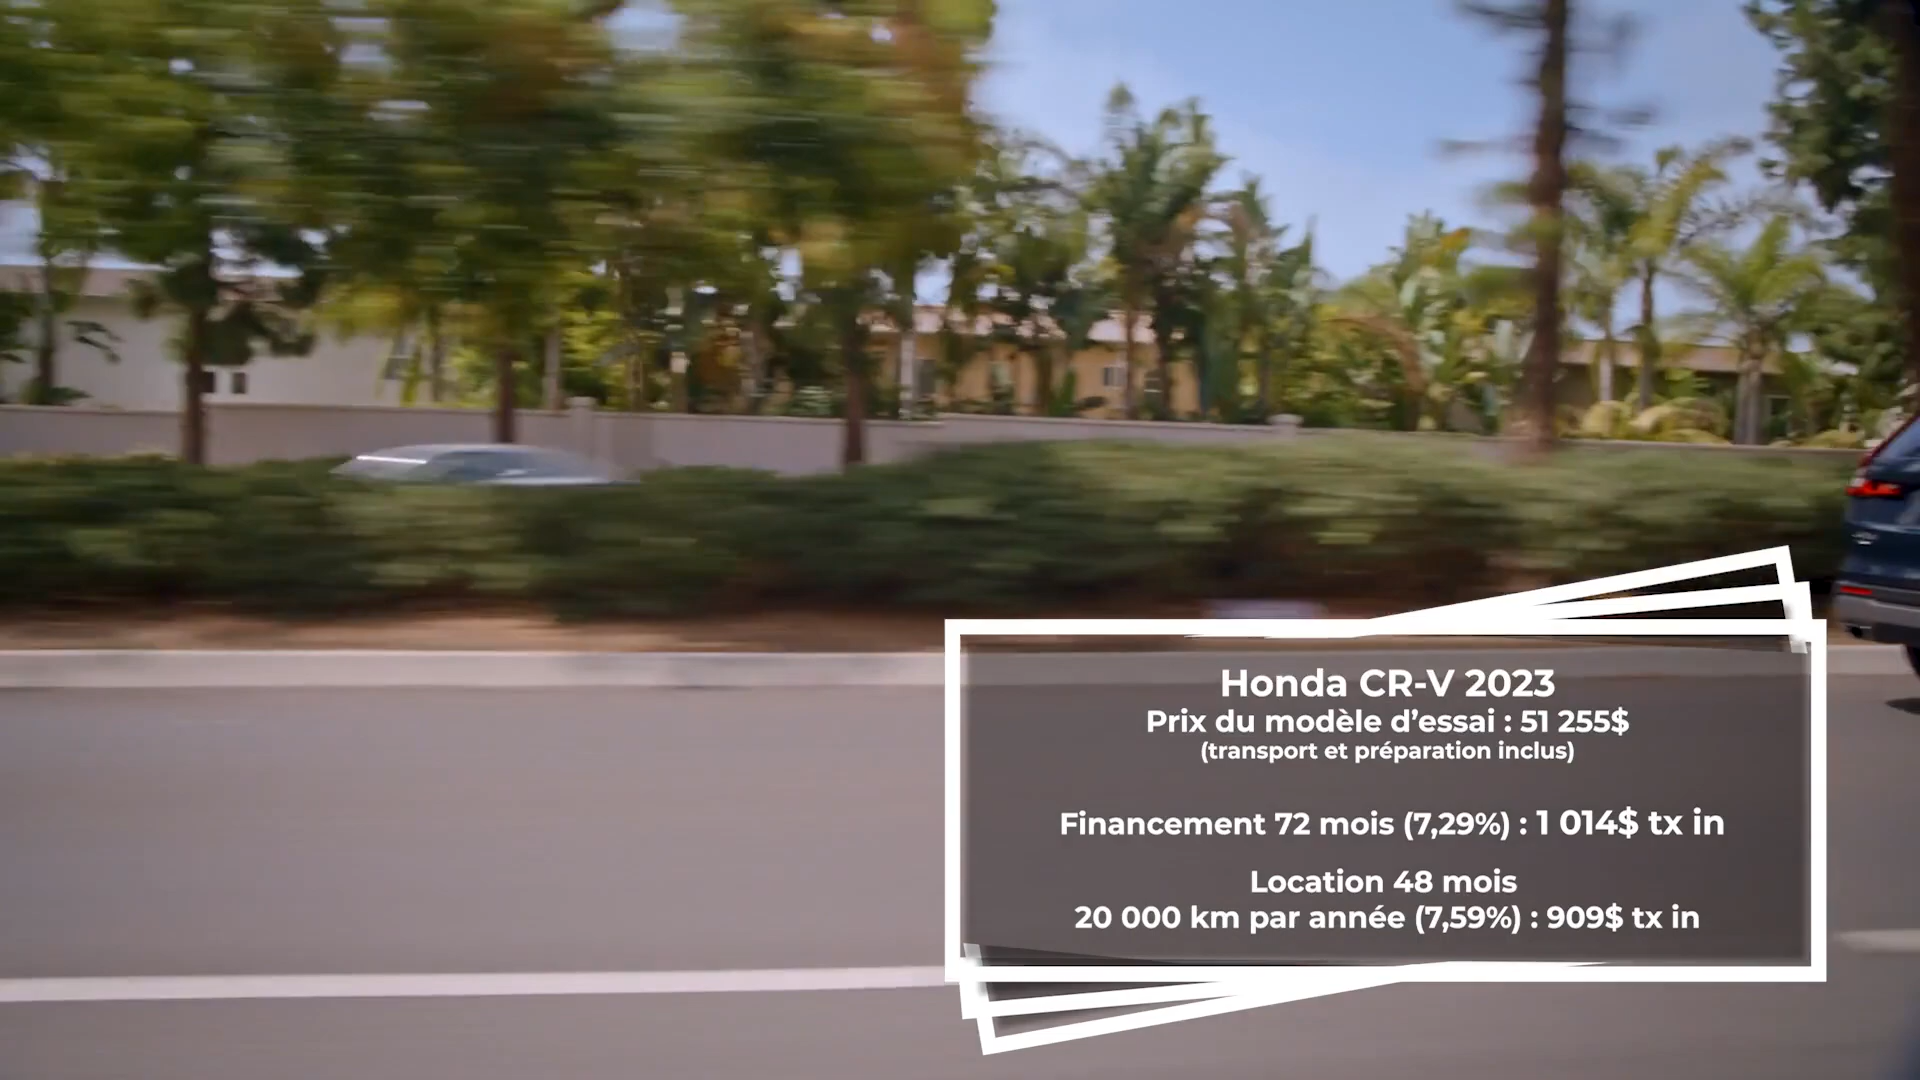 Honda CR-V 2023
Prix du modèle d’essai : 51 255$
(transport et préparation inclus)
Financement 72 mois (7,29%) : 1 014$ tx in
Location 48 mois
20 000 km par année (7,59%) : 909$ tx in